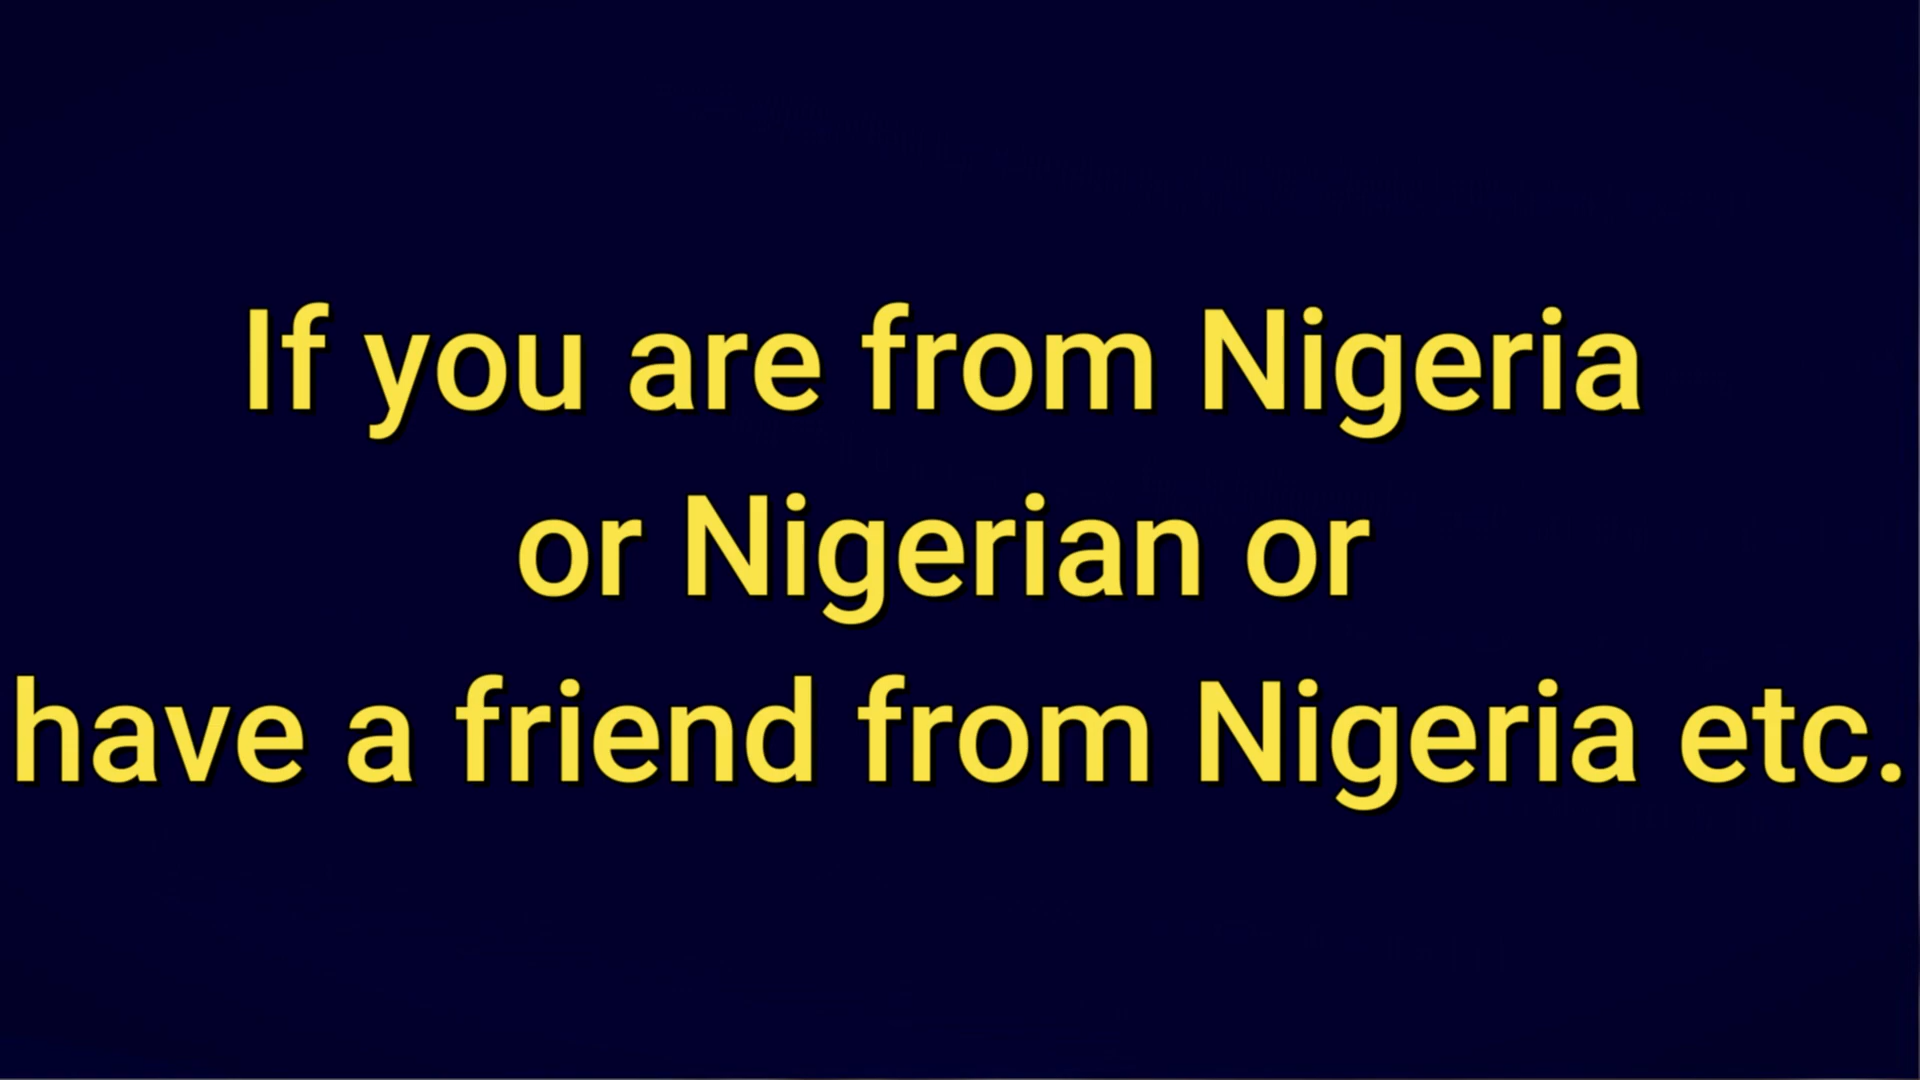 If you are from Nigeria
or Nigerian or
have a friend from Nigeria etc.